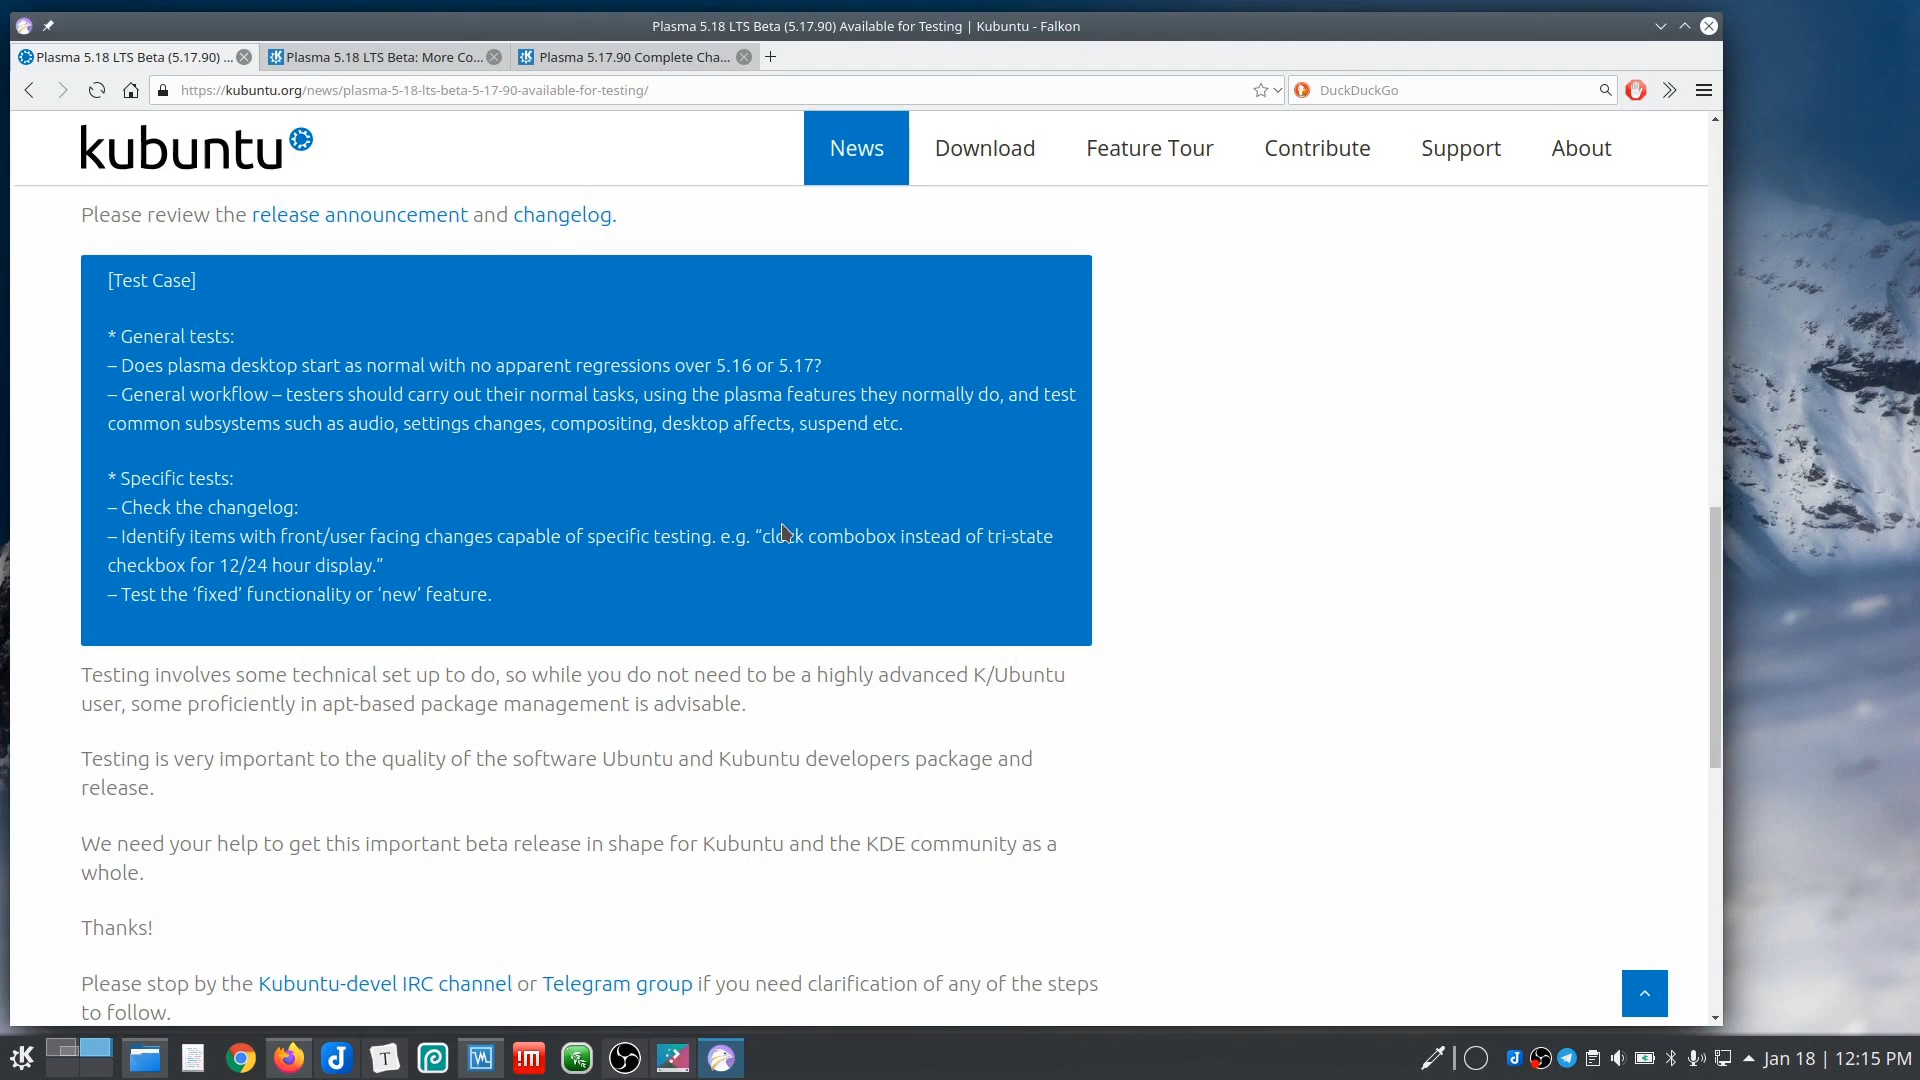 Plasma 5.18 LTS Beta (5.17.90) Available for Testing | Kubuntu - Falkon
Plasma 5.18 LTS Beta (5.17.90) ...
Plasma 5.18 LTS Beta: More Co...
Plasma 5.17.90 Complete Cha...
https://kubuntu.org/news/plasma-5-18-lts-beta-5-17-90-available-for-testing/
DuckDuckGo
kubuntu
News
Download
Feature Tour
Contribute
Support
About
Please review the release announcement and changelog.
[Test Case]
* General tests:
– Does plasma desktop start as normal with no apparent regressions over 5.16 or 5.17?
– General workflow – testers should carry out their normal tasks, using the plasma features they normally do, and test
common subsystems such as audio, settings changes, compositing, desktop affects, suspend etc.
* Specific tests:
– Check the changelog:
– Identify items with front/user facing changes capable of specific testing. e.g. “clock combobox instead of tri-state
checkbox for 12/24 hour display.”
– Test the ‘fixed’ functionality or ‘new’ feature.
Testing involves some technical set up to do, so while you do not need to be a highly advanced K/Ubuntu
user, some proficiently in apt-based package management is advisable.
Testing is very important to the quality of the software Ubuntu and Kubuntu developers package and
release.
We need your help to get this important beta release in shape for Kubuntu and the KDE community as a
whole.
Thanks!
Please stop by the Kubuntu-devel IRC channel or Telegram group if you need clarification of any of the steps
to follow.
Jan 18 | 12:15 PM